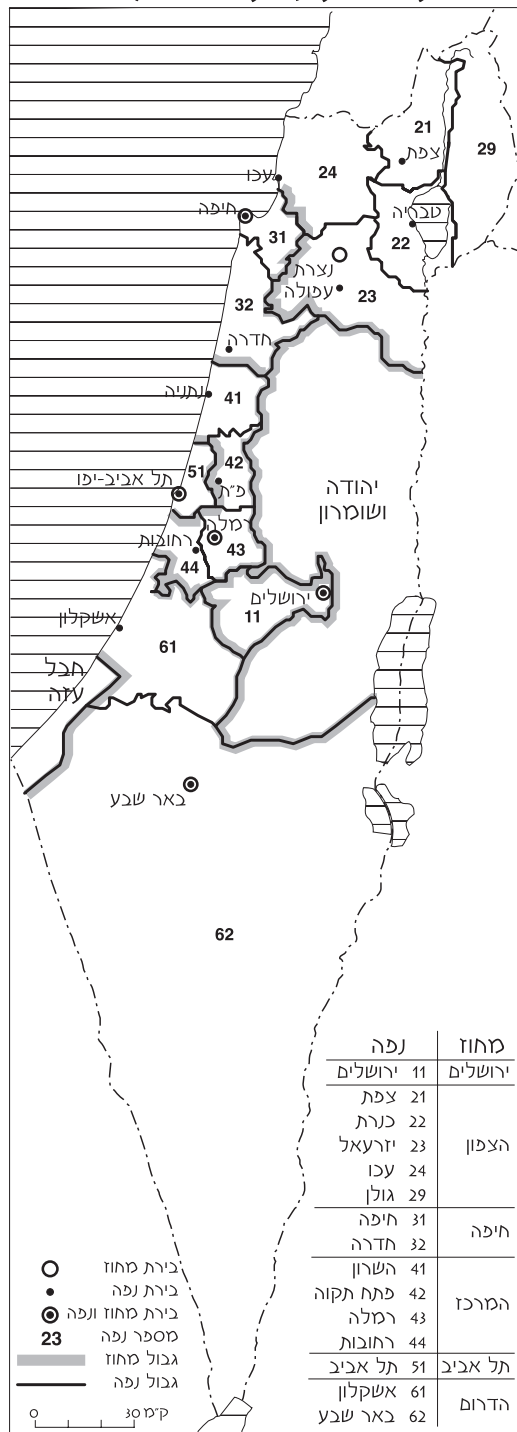 21
צפת
29
24
עכו
חיפה
טבריה
31
22
נצרת
עפולה
23
32
חדרה
נתניה
41
42
51
פ״ת
תל אביב-יפו
יהודה
ושומרון
רמלה
רחובות
43
44
ירושלים
11
אשקלון
61
חבל
עזה
באר שבע
62
מחוז נפה
ירושלים 11 ירושלים
הצפון
21 צפת
22 כנרת
23 יזרעאל
24 עכו
29 גולן
חיפה
31 חיפה
32 חדרה
המרכז
41 השרון
42 פתח תקוה
43 רמלה
44 רחובות
תל אביב 51 תל אביב
הדרום
61 אשקלון
62 באר שבע
בירת מחוז
בירת נפה
בירת מחוז ונפה
23 מספר נפה
גבול מחוז
גבול נפה
0 30 ק״מ